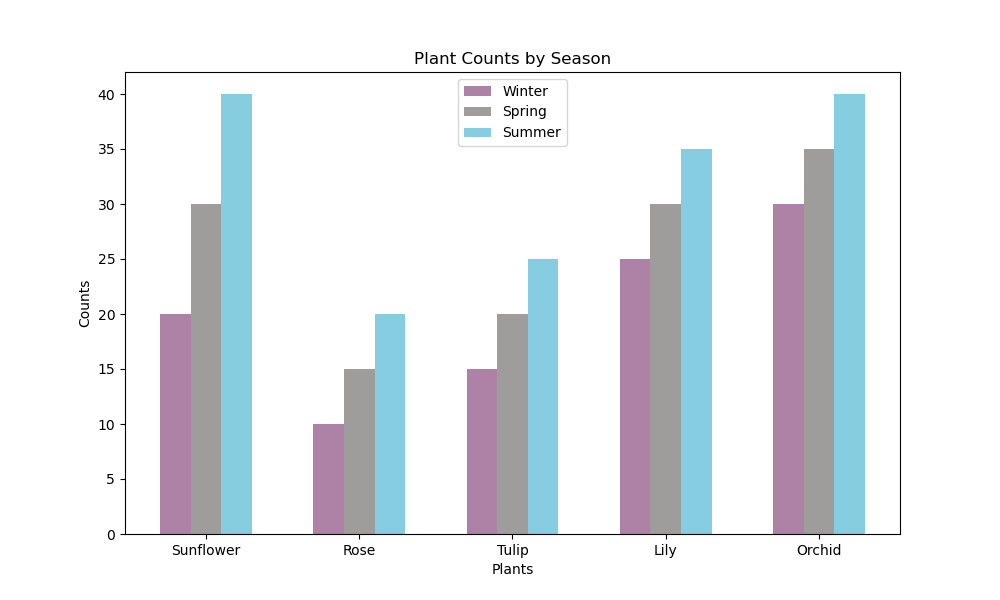 Plant Counts by Season
Winter
Spring
Summer
Counts
40
35
30
25
20
15
10
5
0
Sunflower Rose Tulip Lily Orchid
Plants